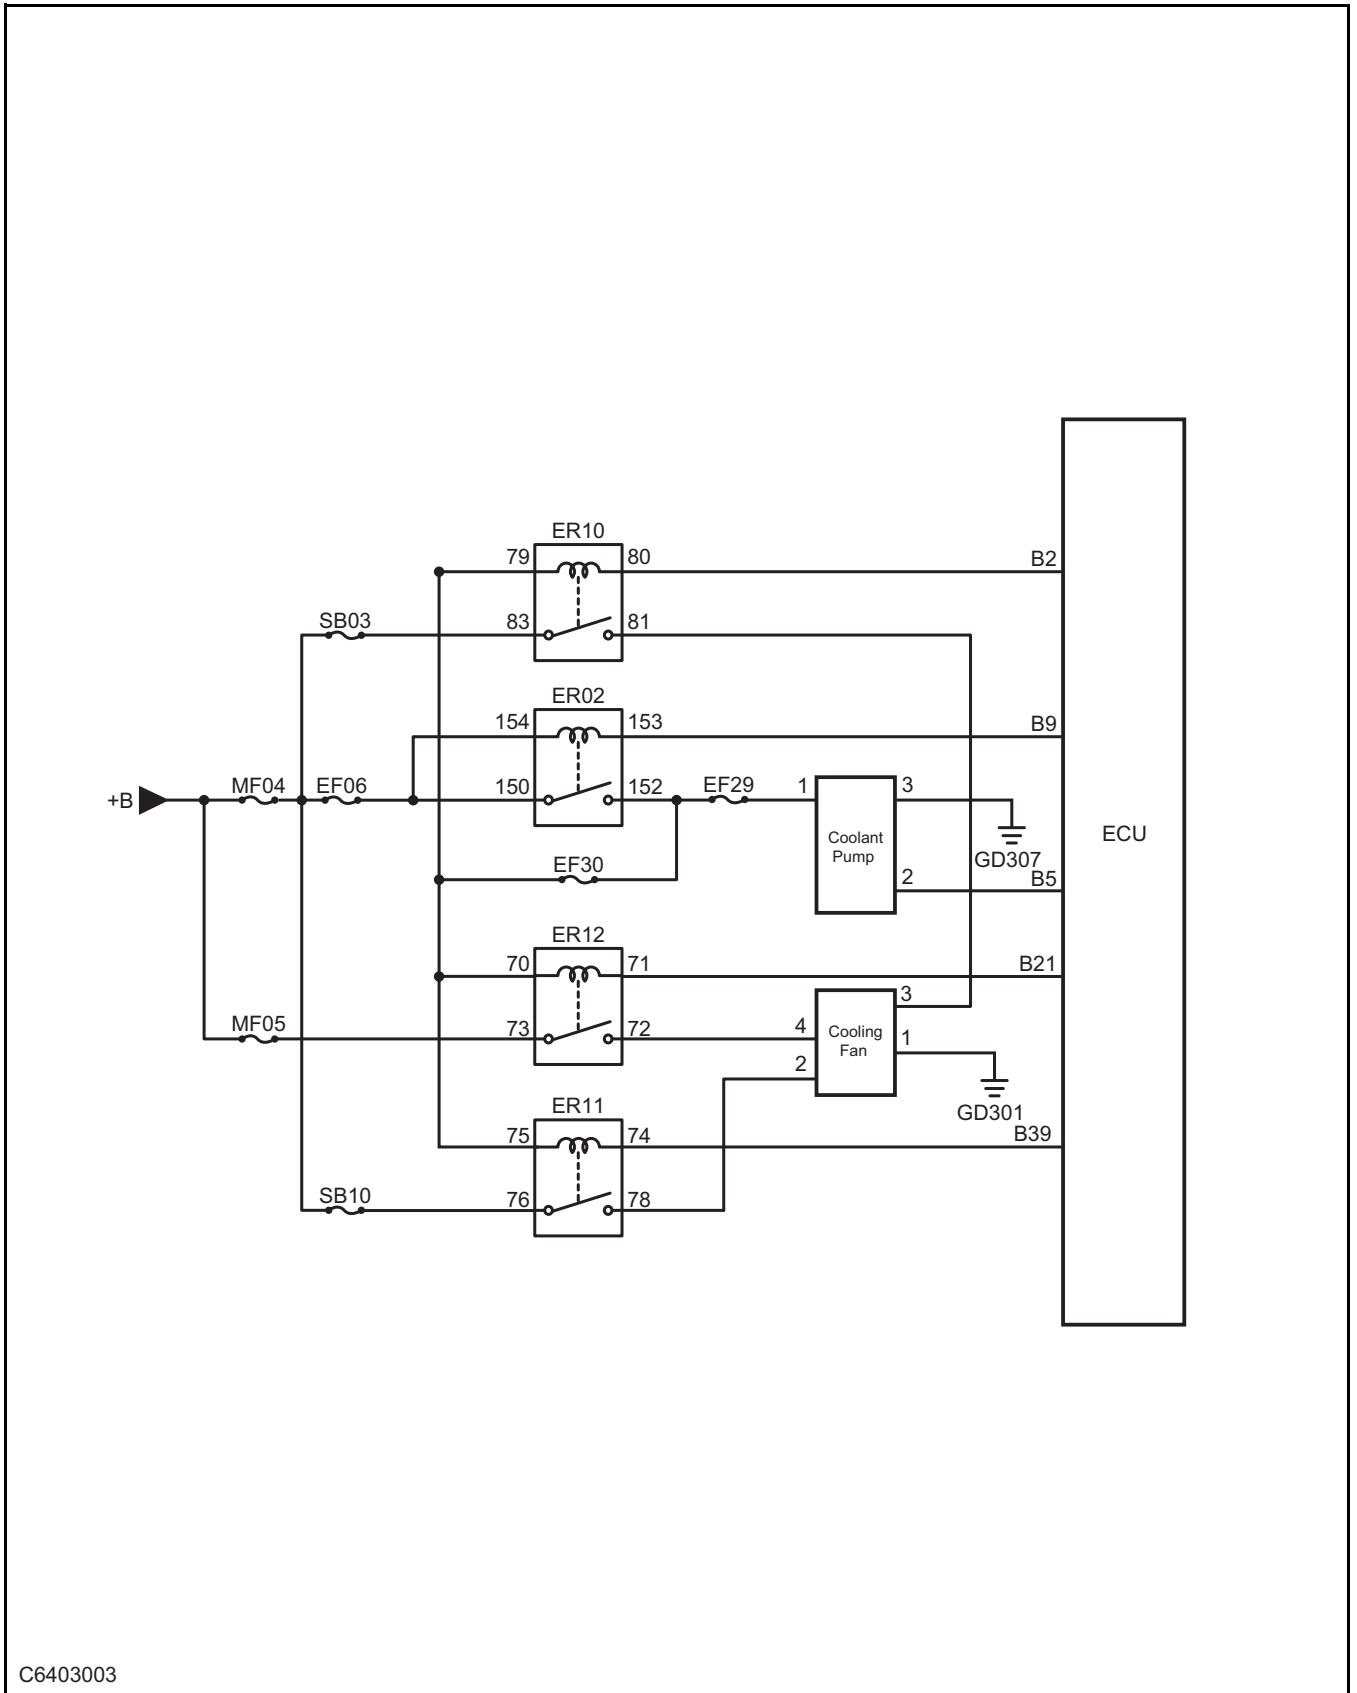 ER10
79 80 B2
SB03 83 81
ER02
154 153 B9
+B MF04 EF06 150 152 EF29 1 3
Coolant
Pump
ECU
GD307
EF30
2 B5
ER12
70 71 B21
3
MF05 73 72 4
Cooling
Fan
1
2
GD301
ER11
75 74 B39
SB10 76 78
C6403003